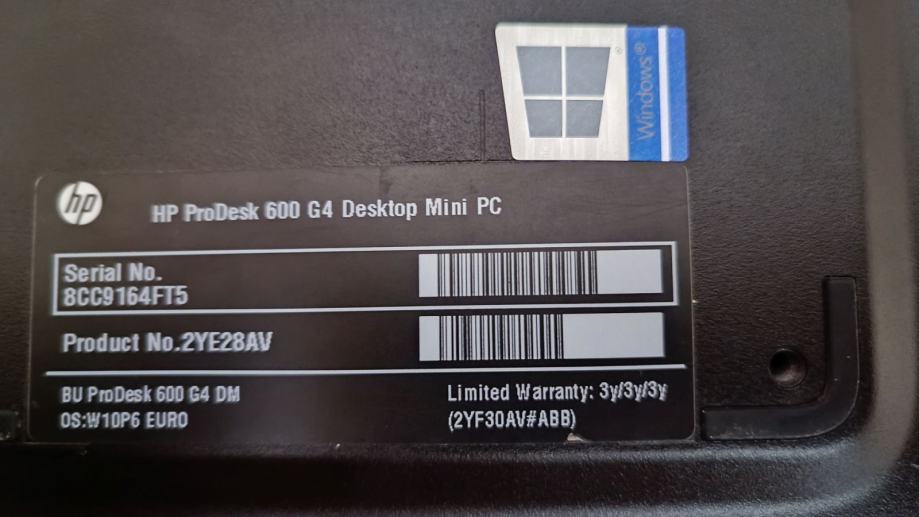 Windows®
hp
HP ProDesk 600 G4 Desktop Mini PC
Serial No.
8CC9164FT5
Product No.2YE28AV
BU ProDesk 600 G4 DM
OS:W10P6 EURO
Limited Warranty: 3y/3y/3y
(2YF30AV#ABB)